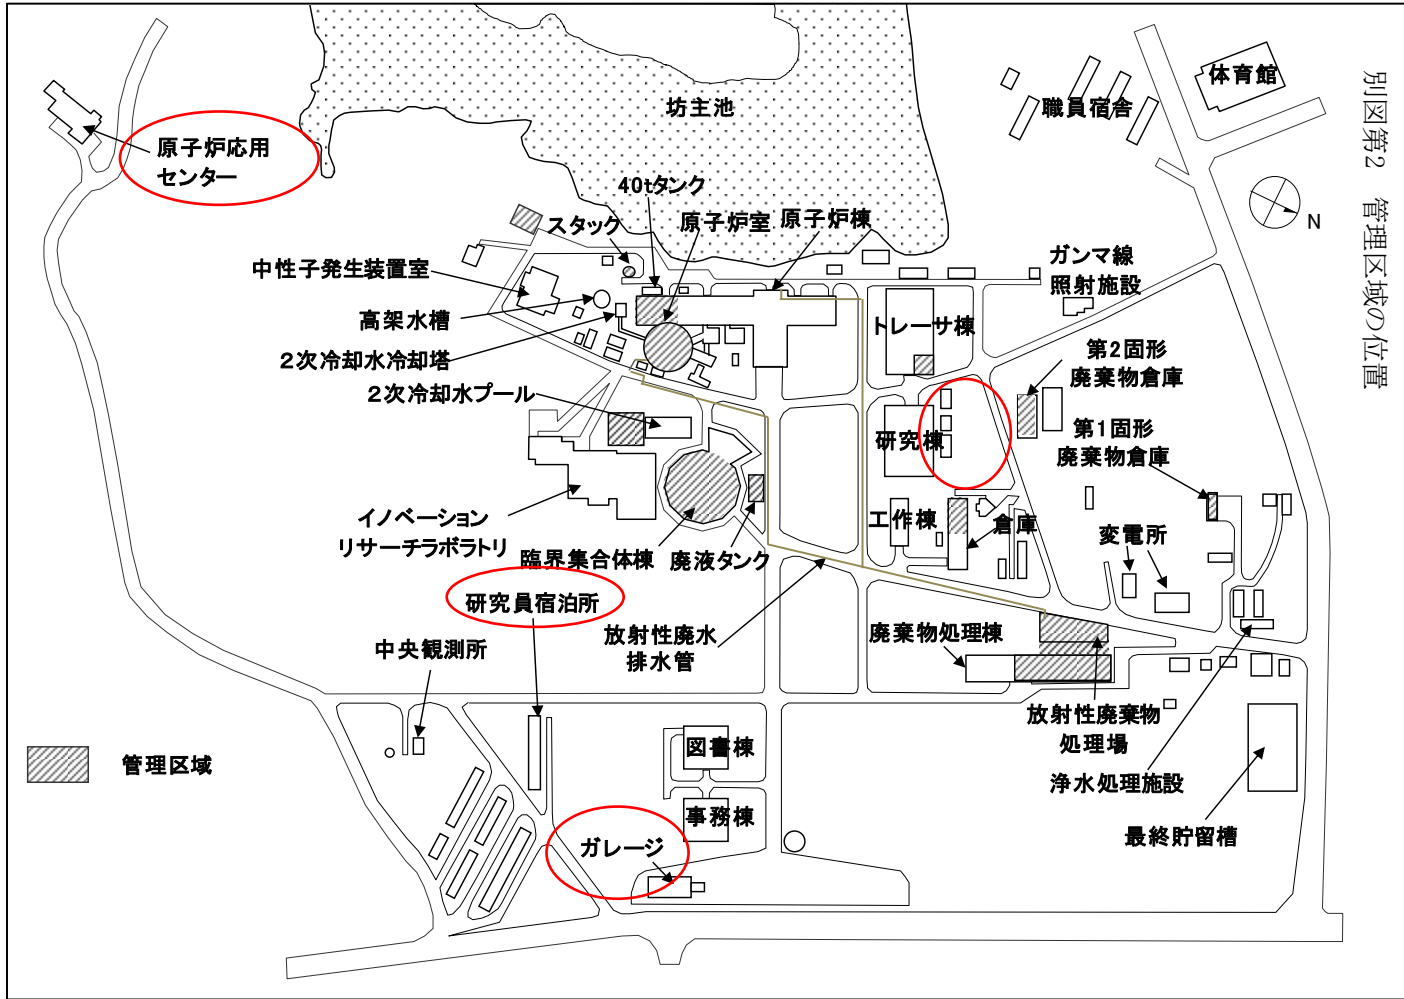 別図第2 管理区域の位置
体育館
職員宿舎
坊主池
原子炉応用
センター
40tタンク
スタック
原子炉室
原子炉棟
N
中性子発生装置室
ガンマ線
照射施設
高架水槽
トレーサ棟
2次冷却水冷却塔
第2固形
廃棄物倉庫
2次冷却水プール
研究棟
第1固形
廃棄物倉庫
イノベーション
リサーチラボラトリ
工作棟
倉庫
変電所
臨界集合体棟
廃液タンク
研究員宿泊所
放射性廃水
排水管
廃棄物処理棟
中央観測所
放射性廃棄物
処理場
図書棟
管理区域
浄水処理施設
事務棟
最終貯留槽
ガレージ